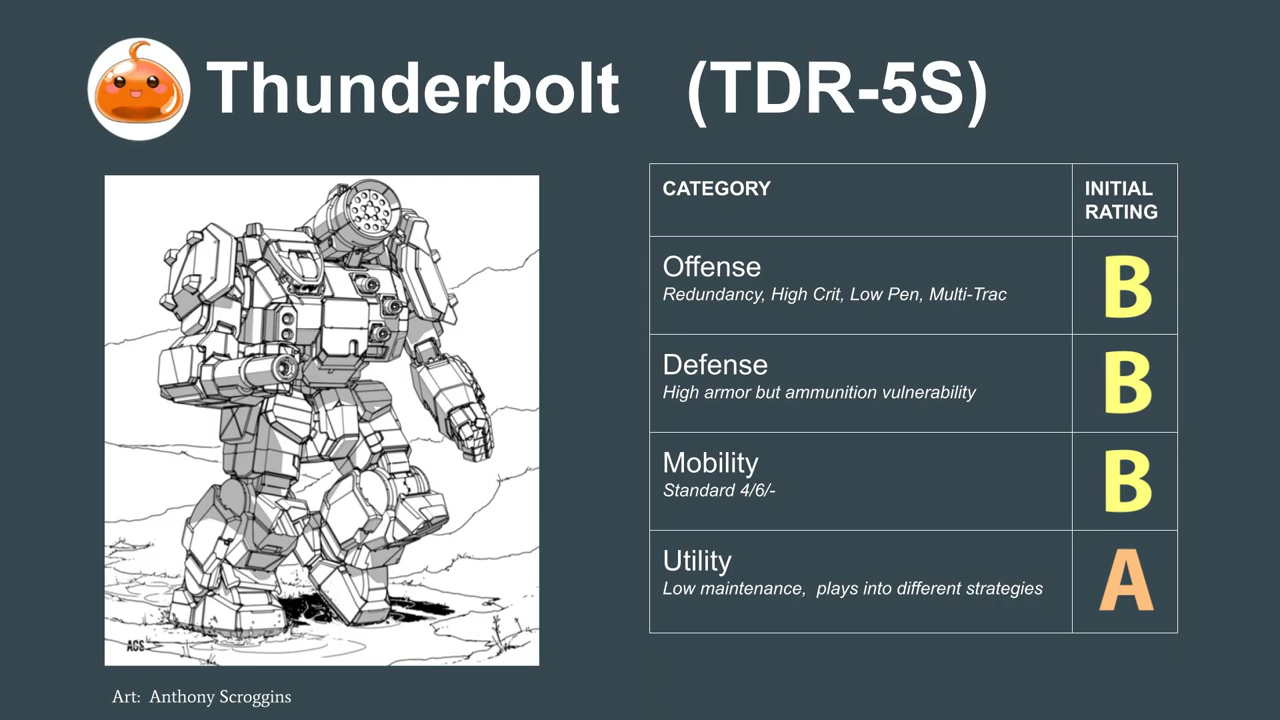 Thunderbolt (TDR-5S)
CATEGORY
INITIAL
RATING
Offense
Redundancy, High Crit, Low Pen, Multi-Trac
B
Defense
High armor but ammunition vulnerability
B
Mobility
Standard 4/6/-
B
Utility
Low maintenance, plays into different strategies
A
AGS
Art: Anthony Scroggins